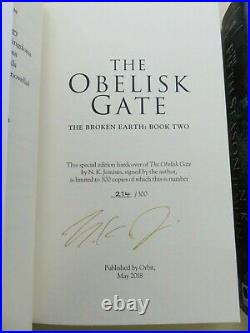 THE
OBELISK
GATE
THE BROKEN EARTH: BOOK TWO
This special edition hardcover of The Obelisk Gate
by N. K. Jemisin, signed by the author,
is limited to 300 copies of which this is number
214 /300
Published by Orbit,
May 2018